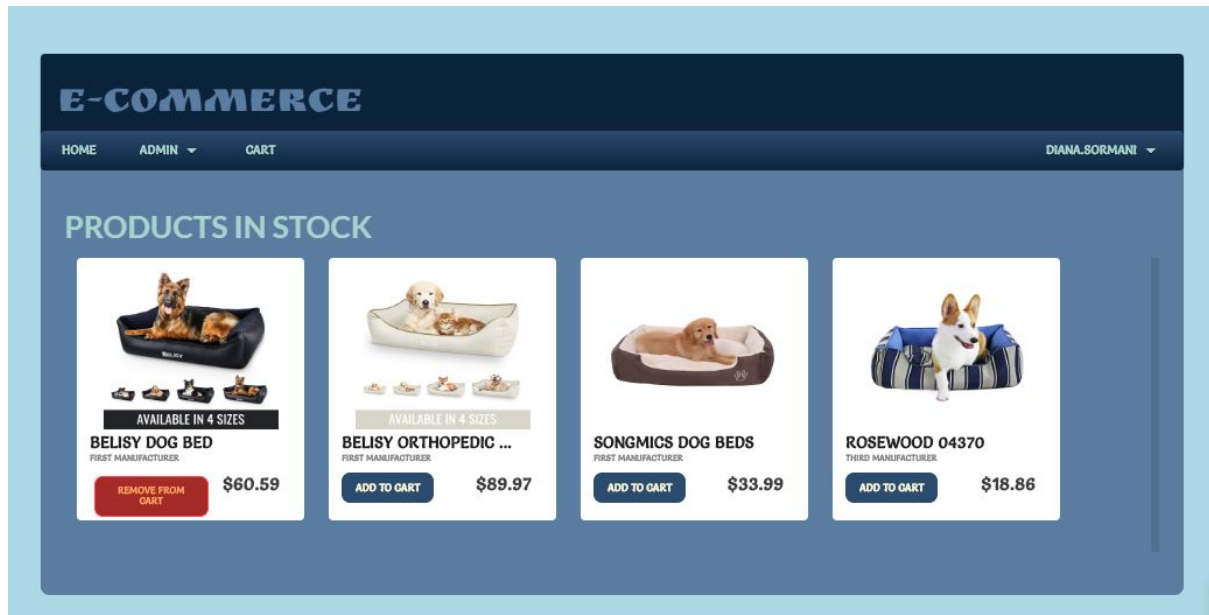 E-COMMERCE
HOME ADMIN CART DIANA.SORMANI
PRODUCTS IN STOCK
BELISY
AVAILABLE IN 4 SIZES
BELISY DOG BED
FIRST MANUFACTURER
REMOVE FROM
CART
$60.59
AVAILABLE IN 4 SIZES
BELISY ORTHOPEDIC ...
FIRST MANUFACTURER
ADD TO CART $89.97
SONGMICS DOG BEDS
FIRST MANUFACTURER
ADD TO CART $33.99
ROSEWOOD 04370
THIRD MANUFACTURER
ADD TO CART $18.86